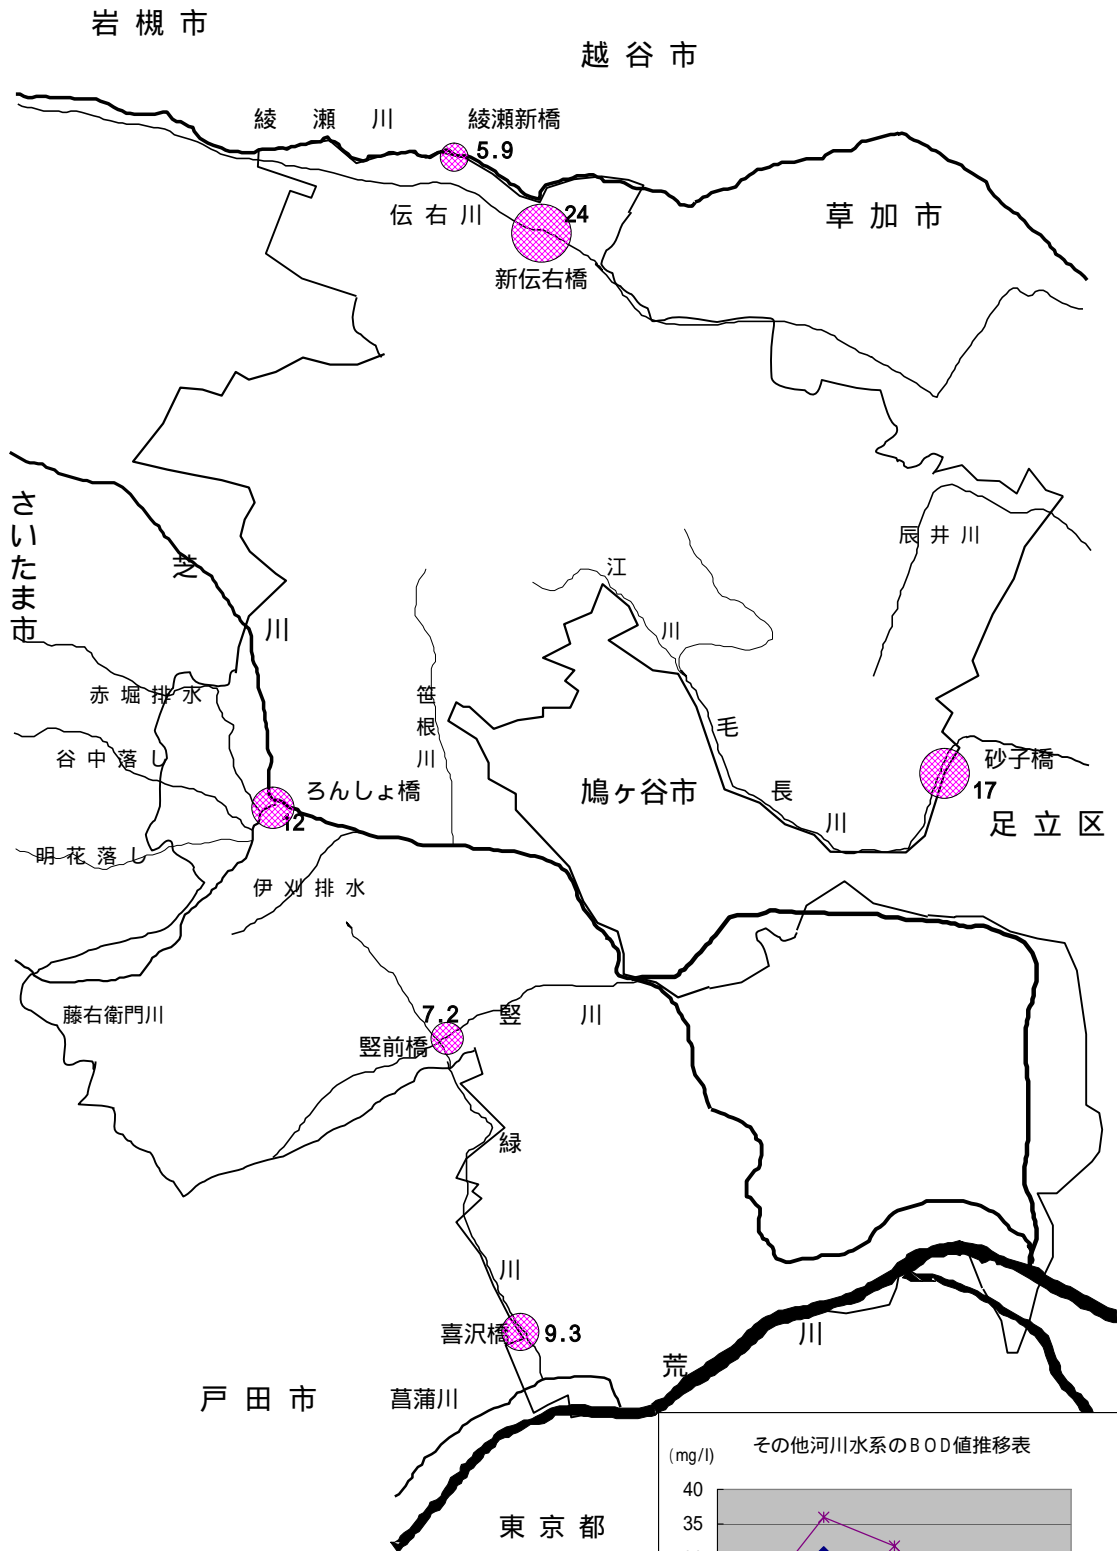 岩槻市
越谷市
綾瀬川
綾瀬新橋
5.9
伝右川
24
新伝右橋
草加市
さいたま市
芝川
辰井川
江川
赤堀排水
笹根川
毛長川
谷中落し
ろんしょ橋
12
鳩ヶ谷市
砂子橋
17
足立区
明花落し
伊刈排水
藤右衛門川
7.2
竪川
竪前橋
緑川
喜沢橋
9.3
荒川
戸田市
菖蒲川
東京都
その他河川水系のBOD値推移表
(mg/l)
40
35